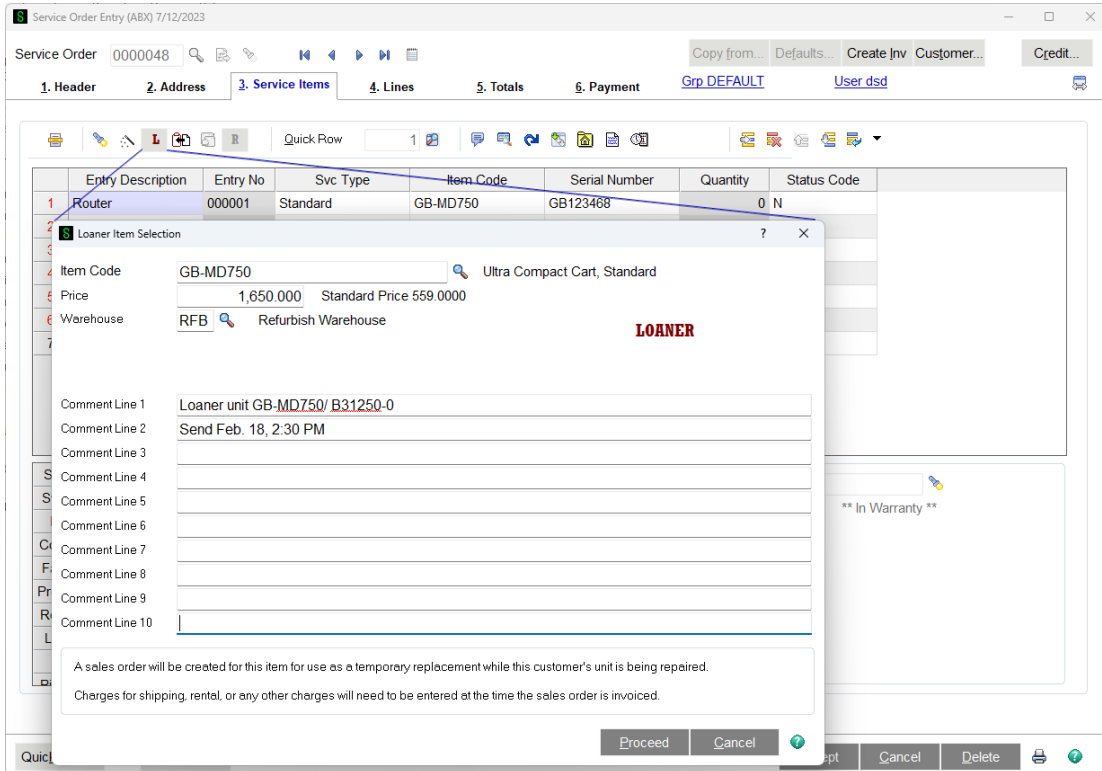 Service Order Entry (ABX) 7/12/2023
Service Order 0000048 Copy from... Defaults... Create Inv Customer... Credit...
1. Header 2. Address 3. Service Items 4. Lines 5. Totals 6. Payment Grp DEFAULT User dsd
L R Quick Row 1
Entry Description Entry No Svc Type Item Code Serial Number Quantity Status Code
1 Router 000001 Standard GB-MD750 GB123468 0 N
Loaner Item Selection ?
Item Code GB-MD750 Ultra Compact Cart, Standard
Price 1,650.000 Standard Price 559.0000
Warehouse RFB Refurbish Warehouse
LOANER
Comment Line 1 Loaner unit GB-MD750/ B31250-0
Comment Line 2 Send Feb. 18, 2:30 PM
Comment Line 3
Comment Line 4
Comment Line 5
** In Warranty **
Comment Line 6
Comment Line 7
Comment Line 8
Comment Line 9
Comment Line 10
A sales order will be created for this item for use as a temporary replacement while this customer's unit is being repaired.
Charges for shipping, rental, or any other charges will need to be entered at the time the sales order is invoiced.
Proceed Cancel
Cancel Delete